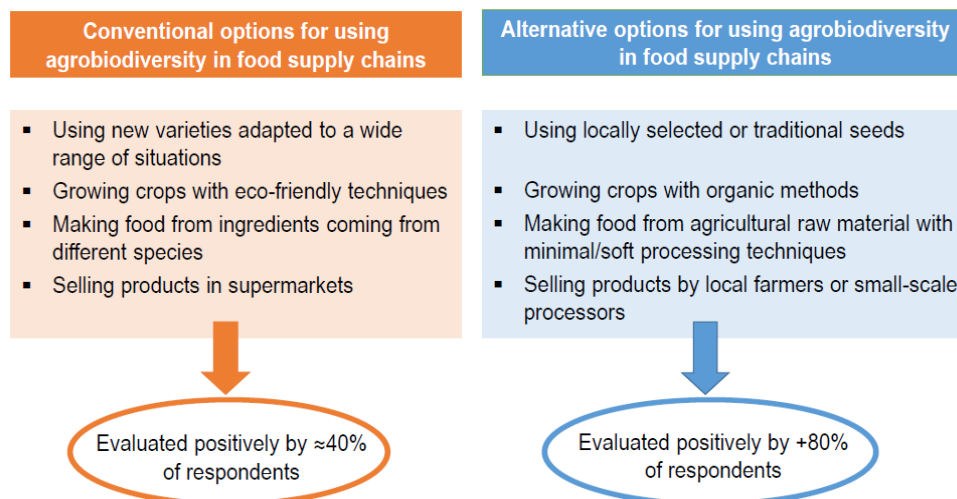 Conventional options for using
agrobiodiversity in food supply chains
▪ Using new varieties adapted to a wide
range of situations
▪ Growing crops with eco-friendly techniques
▪ Making food from ingredients coming from
different species
▪ Selling products in supermarkets
Evaluated positively by ≈40%
of respondents
Alternative options for using agrobiodiversity
in food supply chains
▪ Using locally selected or traditional seeds
▪ Growing crops with organic methods
▪ Making food from agricultural raw material with
minimal/soft processing techniques
▪ Selling products by local farmers or small-scale
processors
Evaluated positively by +80%
of respondents